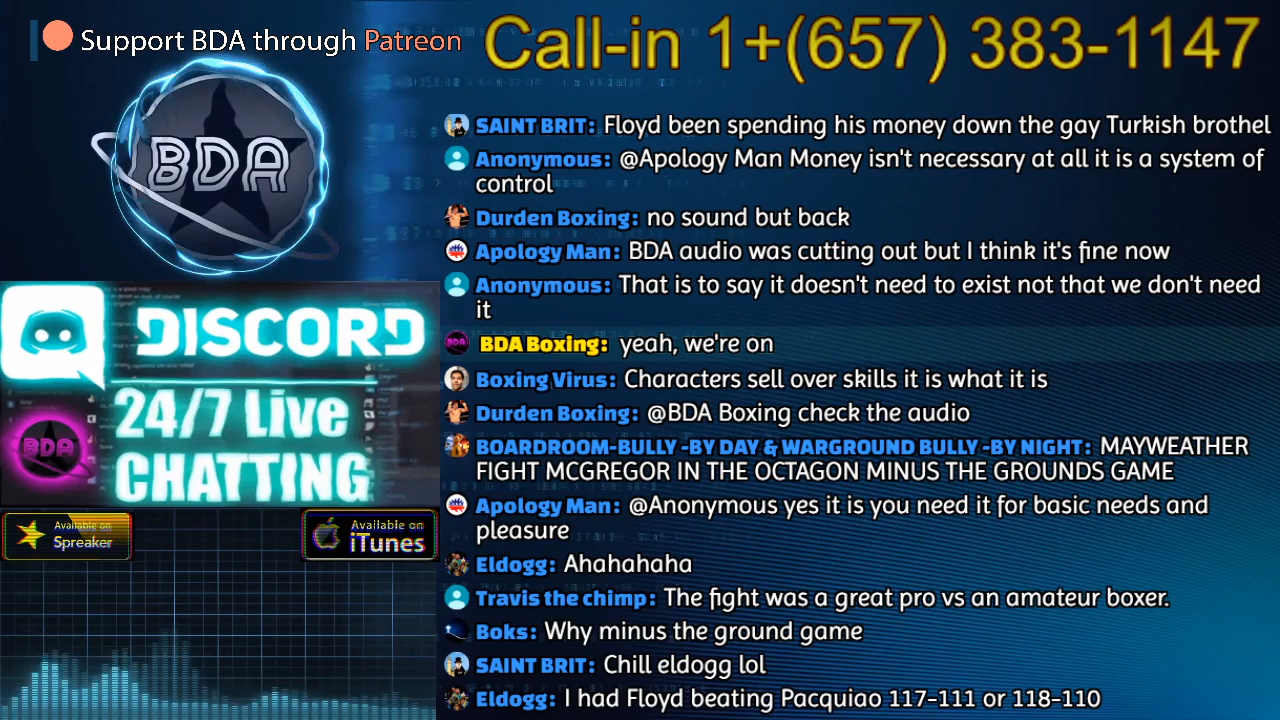 Support BDA through Patreon
Call-in 1+(657) 383-1147
BDA
SAINT BRIT: Floyd been spending his money down the gay Turkish brothel
Anonymous: @Apology Man Money isn't necessary at all it is a system of
control
Durden Boxing: no sound but back
Apology Man: BDA audio was cutting out but I think it's fine now
Anonymous: That is to say it doesn't need to exist not that we don't need
it
BDA Boxing: yeah, we're on
Boxing Virus: Characters sell over skills it is what it is
Durden Boxing: @BDA Boxing check the audio
BOARDROOM-BULLY -BY DAY & WARGROUND BULLY -BY NIGHT: MAYWEATHER
FIGHT MCGREGOR IN THE OCTAGON MINUS THE GROUNDS GAME
Apology Man: @Anonymous yes it is you need it for basic needs and
pleasure
Eldogg: Ahahahaha
Travis the chimp: The fight was a great pro vs an amateur boxer.
Boks: Why minus the ground game
SAINT BRIT: Chill eldogg lol
Eldogg: I had Floyd beating Pacquiao 117-111 or 118-110
DISCORD
24/7 Live
CHATTING
BDA
Available on
Spreaker
Available on
iTunes